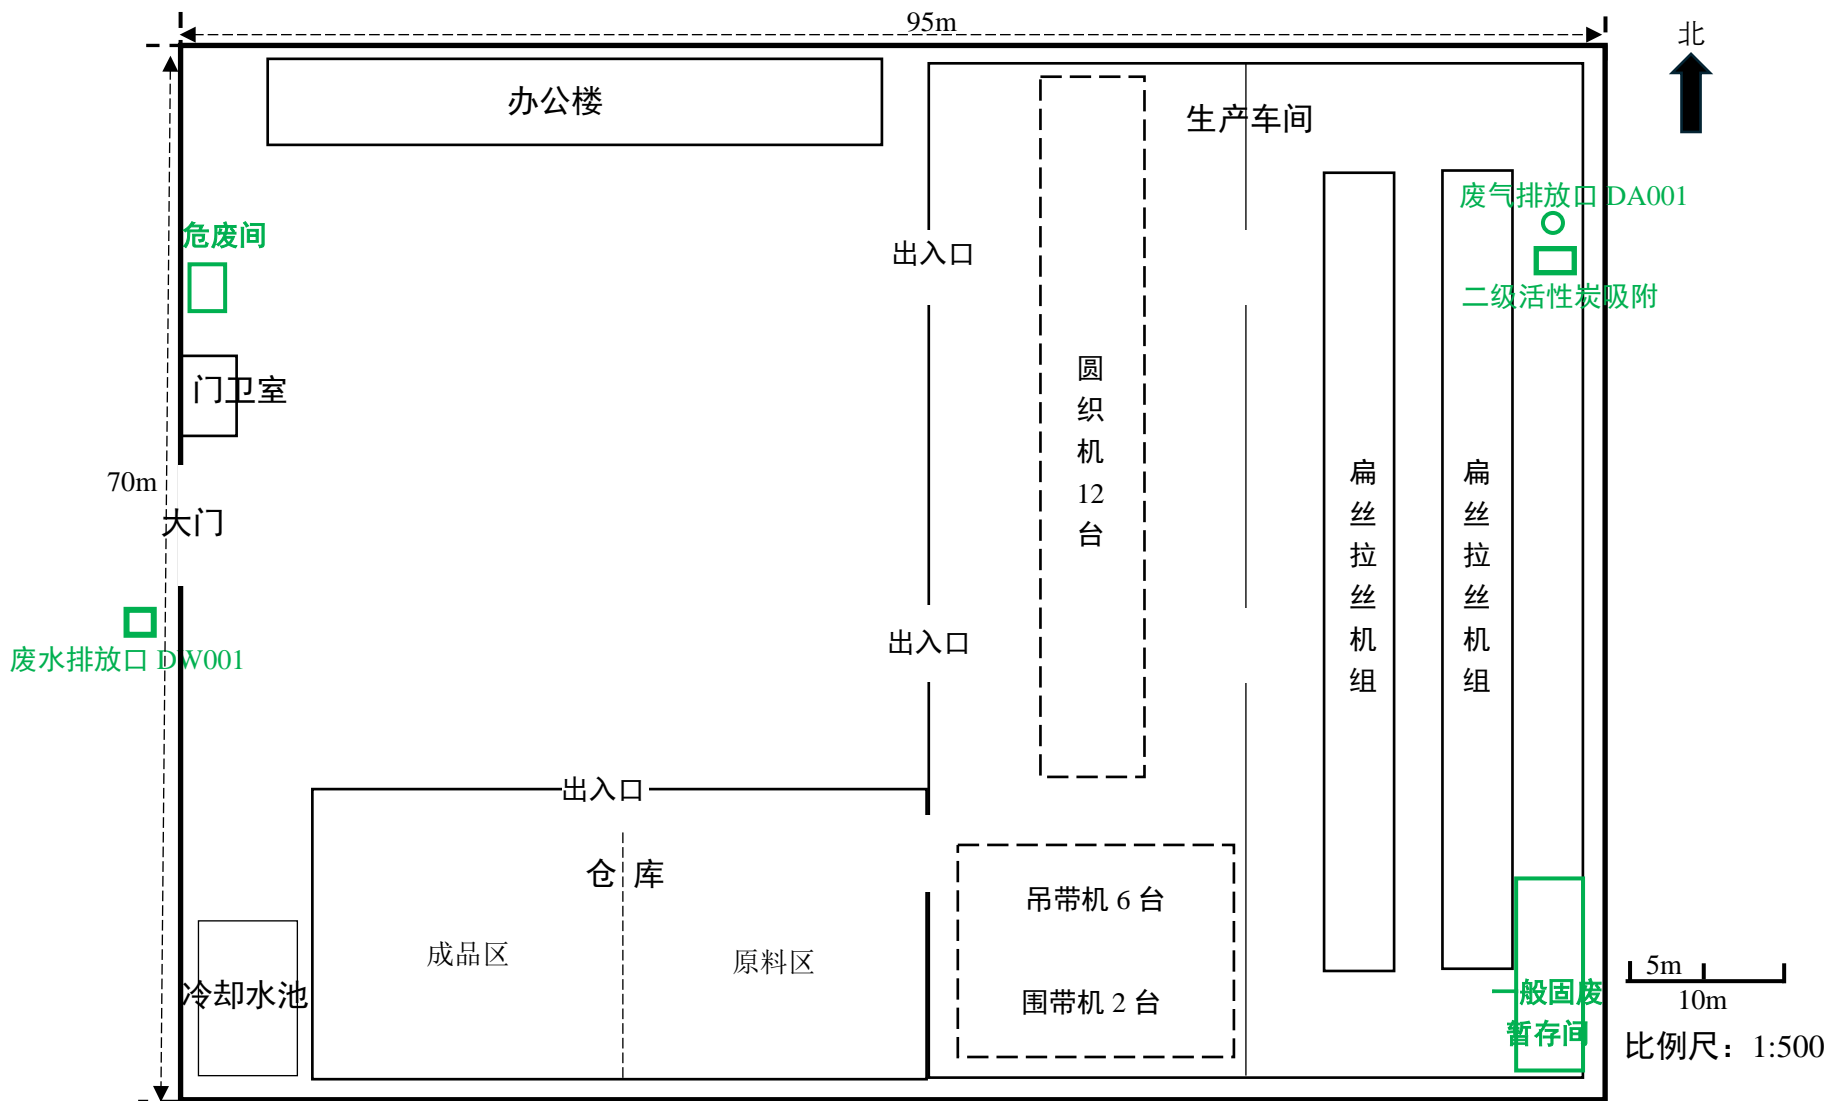 95m
北
办公楼
生产车间
废气排放口 DA001
危废间
出入口
二级活性炭吸附
门卫室
圆织机12台
70m
大门
扁丝拉丝机组
扁丝拉丝机组
出入口
废水排放口 DW001
出入口
仓 库
吊带机 6 台
成品区
原料区
围带机 2 台
冷却水池
一般固废
暂存间
5m
10m
比例尺：1:500